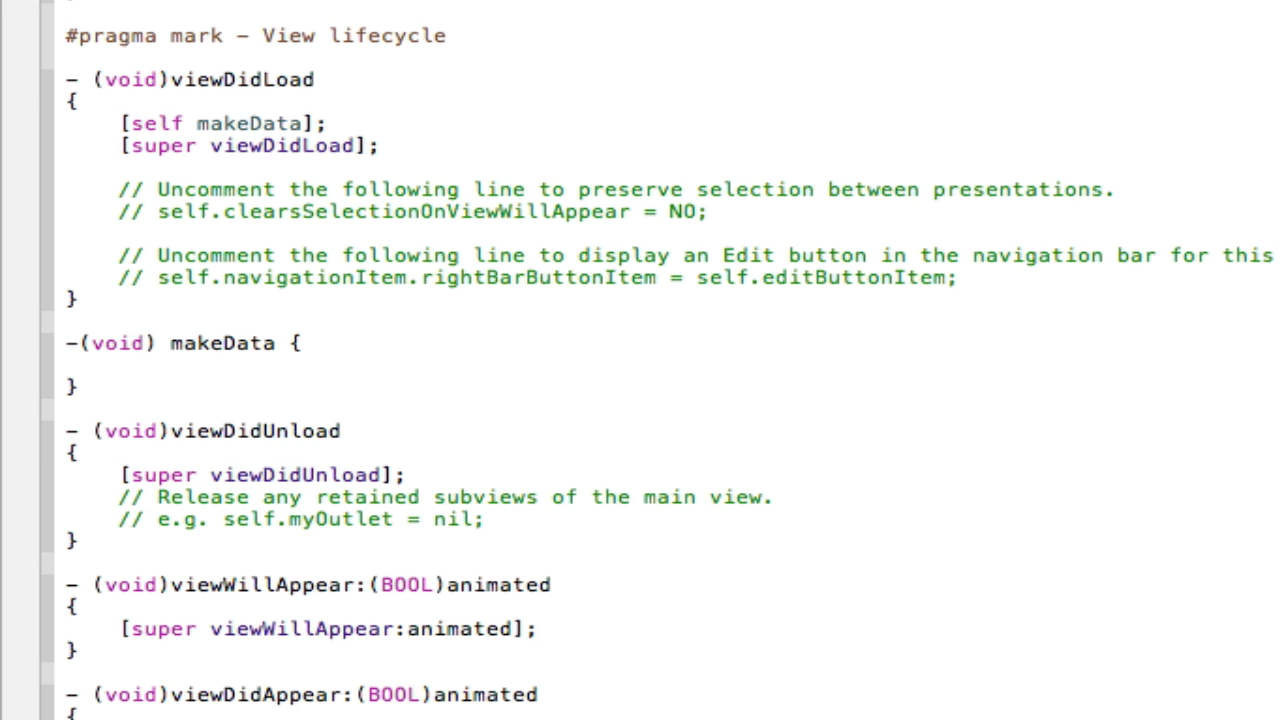 #pragma mark - View lifecycle
- (void)viewDidLoad
{
[self makeData];
[super viewDidLoad];
// Uncomment the following line to preserve selection between presentations.
// self.clearsSelectionOnViewWillAppear = NO;
// Uncomment the following line to display an Edit button in the navigation bar for this
// self.navigationItem.rightBarButtonItem = self.editButtonItem;
}
-(void) makeData {
}
- (void)viewDidUnload
{
[super viewDidUnload];
// Release any retained subviews of the main view.
// e.g. self.myOutlet = nil;
}
- (void)viewWillAppear:(BOOL)animated
{
[super viewWillAppear:animated];
}
- (void)viewDidAppear:(BOOL)animated
{